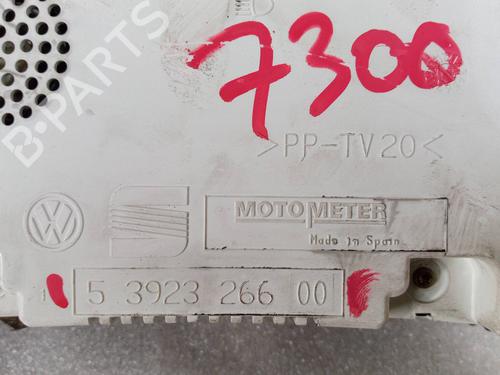 B-PARTS
7300
>PP-TV20<
MOTOMETER
Made in Spain
5 3923 266 00